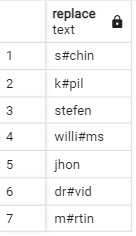 replace
text
1 s#chin
2 k#pil
3 stefen
4 willi#ms
5 jhon
6 dr#vid
7 m#rtin